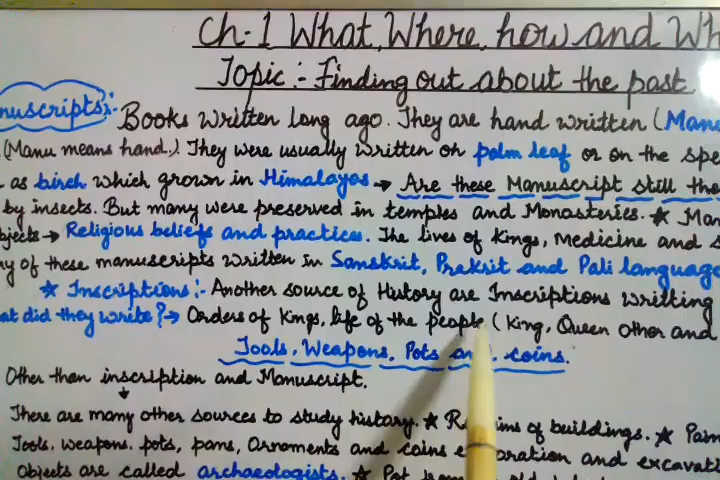 Ch-1 What, Where, how and Wh
Topic:- Finding out about the past
nuscripts:- Books written long ago. They are hand written (Manu
(Manu means hand.). They were usually written on palm leaf or on the spe
as birch which grown in Himalayas → Are these Manuscript still the
by insects. But many were preserved in temples and Monasteries. ★ Man
bjects → Religious beliefs and practices. The lives of Kings, Medicine and s
ny of these manuscripts written in Sanskrit, Prakrit and Pali language
★ Inscriptions:- Another source of History are Inscriptions writting
at did they write? → Orders of Kings, life of the people (King, Queen other and
Tools, Weapons, Pots an coins.
Other than inscription and Manuscript.
There are many other sources to study history. ★ Re ins of buildings. ★ Pain
Tools. weapons. pots, pans, Ornaments and coins e oration and excavati
Objects are called archaeologists. ★ Pot